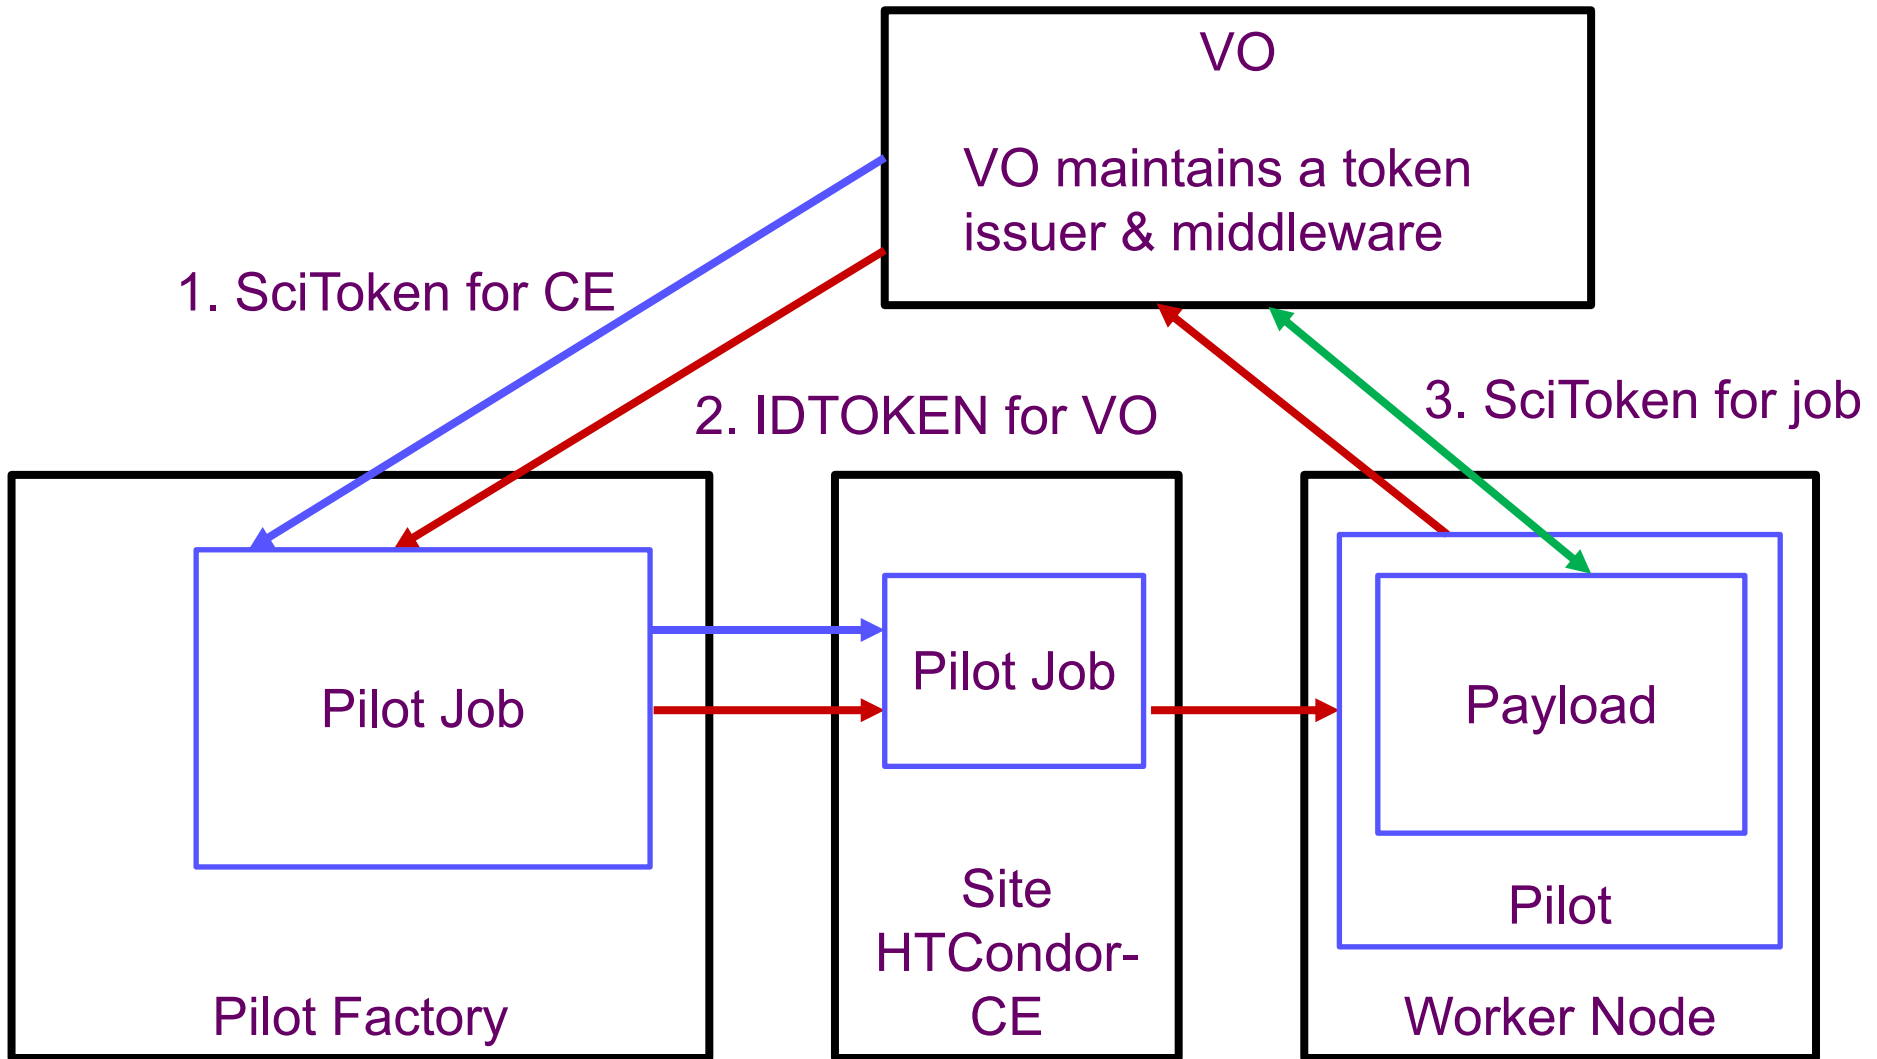 VO
VO maintains a token
issuer & middleware
1. SciToken for CE
2. IDTOKEN for VO
3. SciToken for job
Pilot Job
Pilot Job
Payload
Pilot
Site
HTCondor-
CE
Pilot Factory
Worker Node